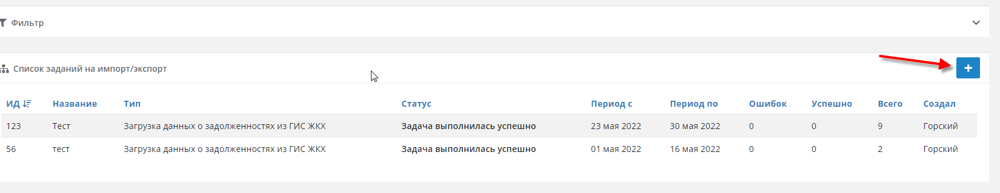 Фильтр
Список заданий на импорт/экспорт
ИД Название Тип Статус Период с Период по Ошибок Успешно Всего Создал
123 Тест Загрузка данных о задолженностях из ГИС ЖКХ Задача выполнилась успешно 23 мая 2022 30 мая 2022 0 0 9 Горский
56 тест Загрузка данных о задолженностях из ГИС ЖКХ Задача выполнилась успешно 01 мая 2022 16 мая 2022 0 0 2 Горский